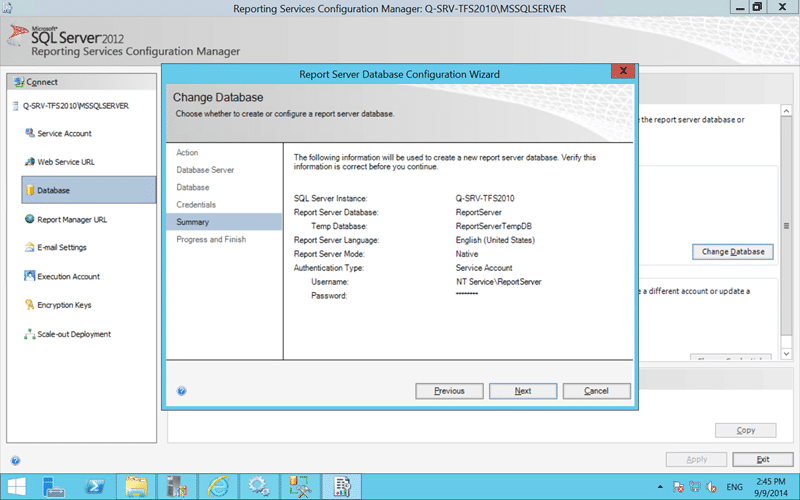 Reporting Services Configuration Manager: Q-SRV-TFS2010\MSSQLSERVER
Microsoft
SQL Server 2012
Reporting Services Configuration Manager
Connect
Q-SRV-TFS2010\MSSQLSERVER
Service Account
Web Service URL
Database
Report Manager URL
E-mail Settings
Execution Account
Encryption Keys
Scale-out Deployment
Report Server Database Configuration Wizard
Change Database
Choose whether to create or configure a report server database.
Action
Database Server
Database
Credentials
Summary
Progress and Finish
The following information will be used to create a new report server database. Verify this
information is correct before you continue.
SQL Server Instance: Q-SRV-TFS2010
Report Server Database: ReportServer
Temp Database: ReportServerTempDB
Report Server Language: English (United States)
Report Server Mode: Native
Authentication Type: Service Account
Username: NT Service\ReportServer
Password: ********
Previous Next Cancel
e the report server database or
Change Database
e a different account or update a
Copy
Apply Exit
ENG
2:45 PM
9/9/2014